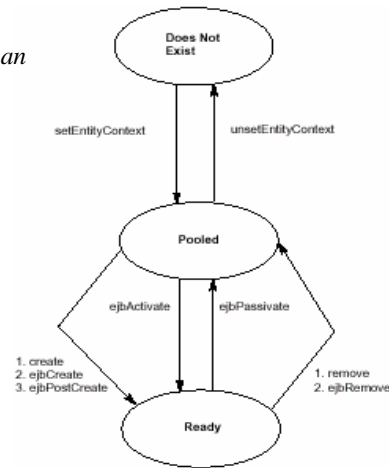 Does Not
Exist
an
setEntityContext
unsetEntityContext
Pooled
ejbActivate
ejbPassivate
1. create
2. ejbCreate
3. ejbPostCreate
1. remove
2. ejbRemove
Ready